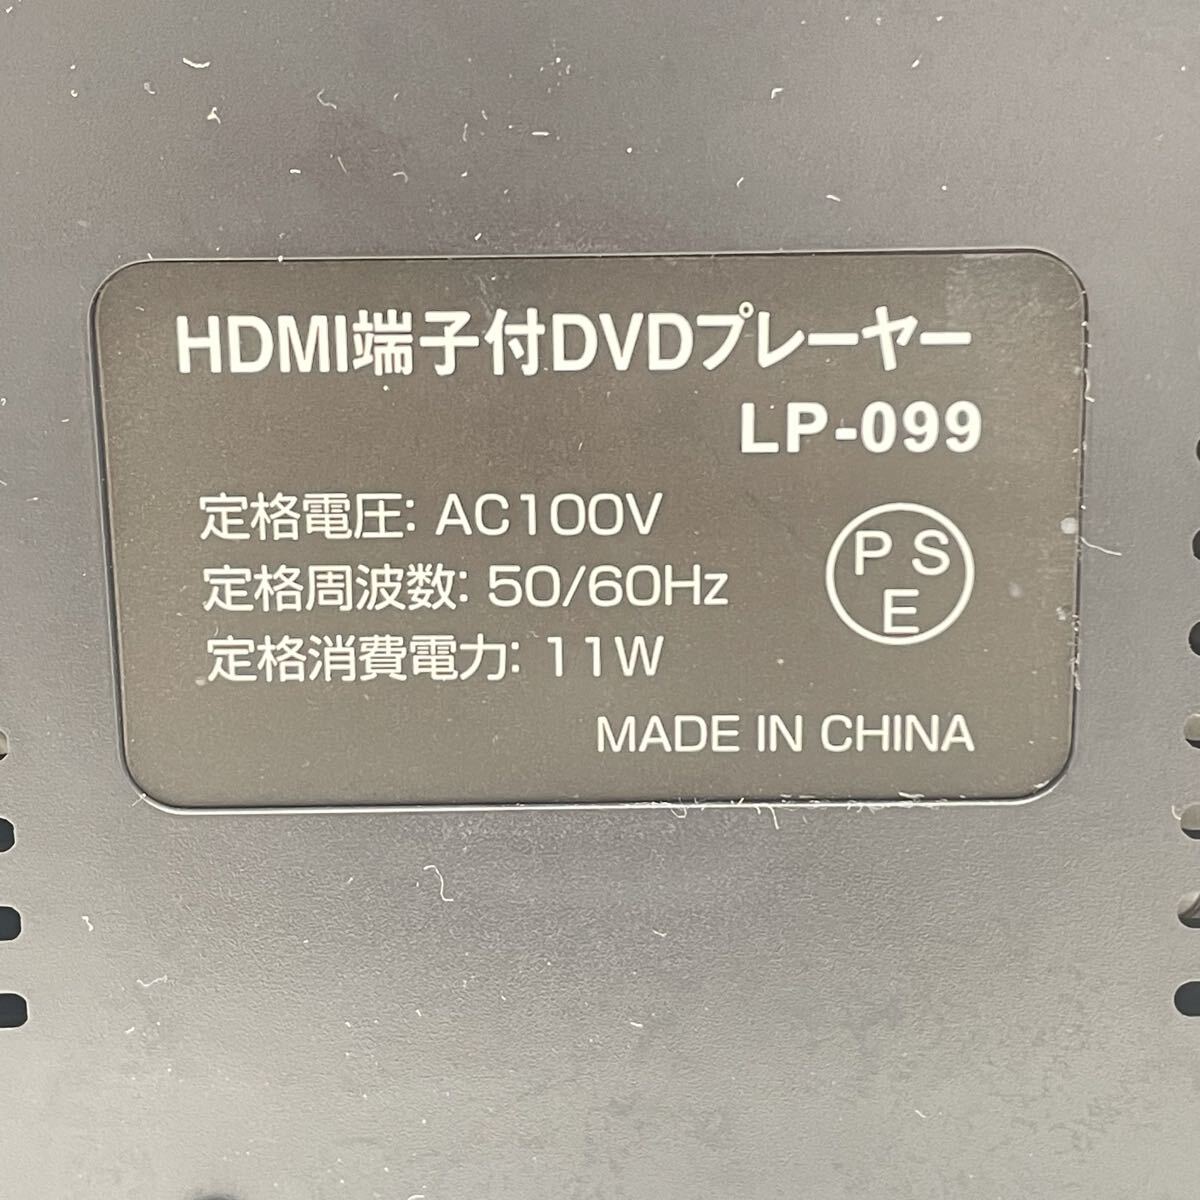 HDMI端子付DVDプレーヤー
LP-099
定格電圧: AC100V
定格周波数: 50/60Hz
定格消費電力: 11W
PS
E
MADE IN CHINA